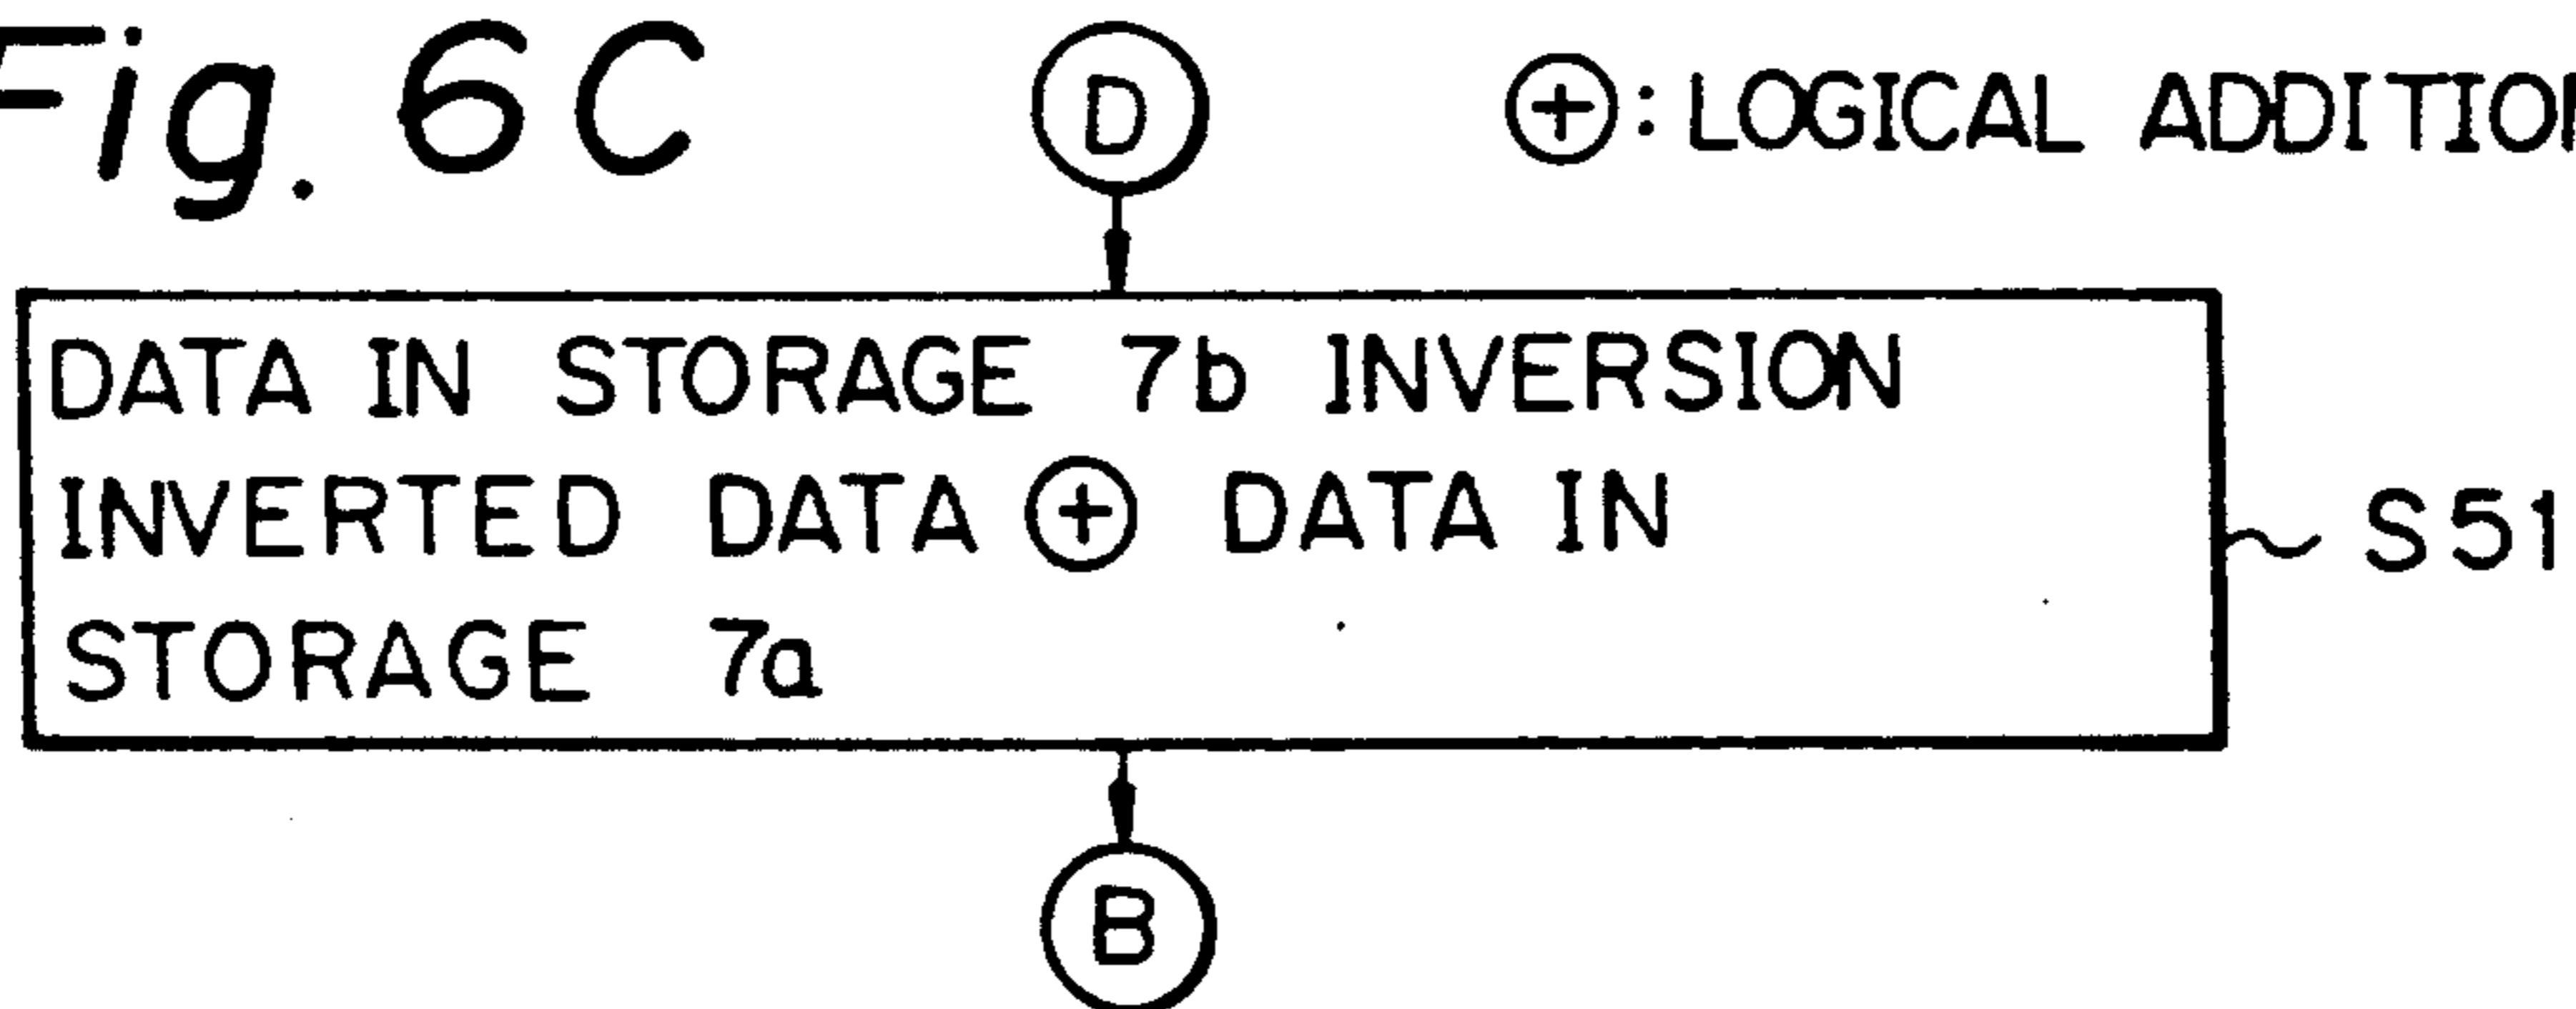 Fig. 6C
D
⊕: LOGICAL ADDITION
DATA IN STORAGE 7b INVERSION
INVERTED DATA ⊕ DATA IN
STORAGE 7a
S51
B